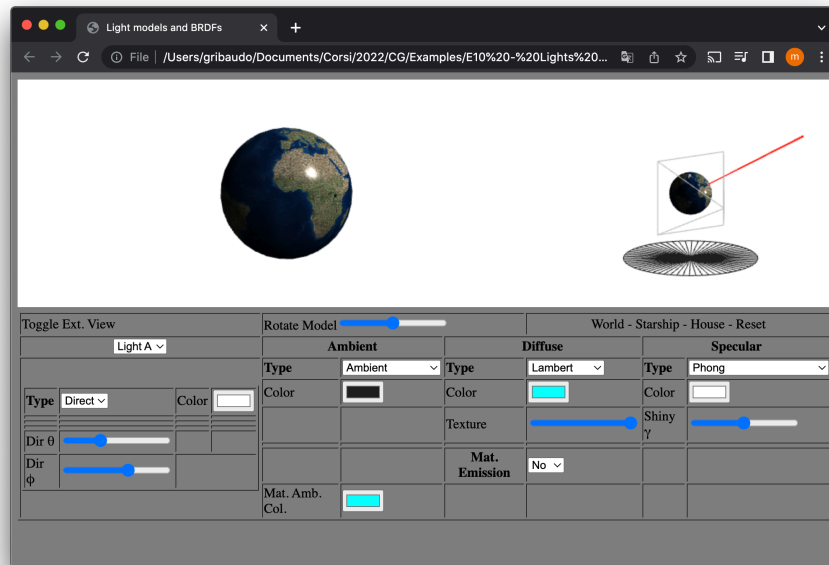 Light models and BRDFs
File | /Users/gribaudo/Documents/Corsi/2022/CG/Examples/E10%20-%20Lights%20...
m
Toggle Ext. View Rotate Model World - Starship - House - Reset
Light A Ambient Diffuse Specular
Type Ambient Type Lambert Type Phong
Type Direct Color Color Color Color
Texture Shiny γ
Dir θ
Dir ϕ
Mat. Emission No
Mat. Amb. Col.